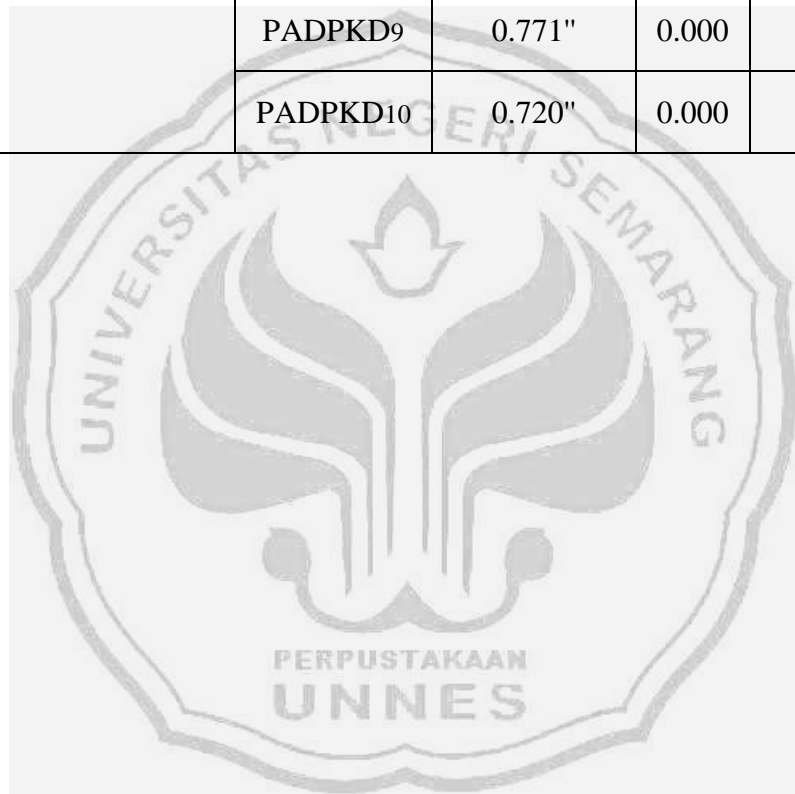 PADPKD9 0.771" 0.000
PADPKD10 0.720" 0.000
UNIVERSITAS NEGERI SEMARANG
PERPUSTAKAAN
UNNES